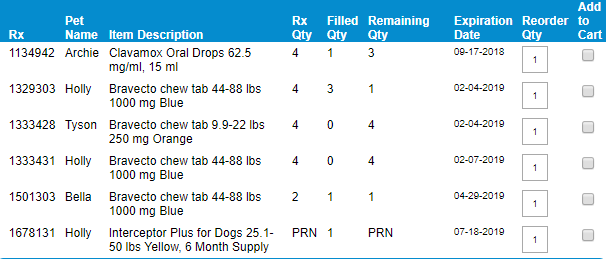 Rx Pet Name Item Description Rx Qty Filled Qty Remaining Qty Expiration Date Reorder Qty Add to Cart
1134942 Archie Clavamox Oral Drops 62.5 4 1 3 09-17-2018 1
mg/ml, 15 ml
1329303 Holly Bravecto chew tab 44-88 lbs 4 3 1 02-04-2019 1
1000 mg Blue
1333428 Tyson Bravecto chew tab 9.9-22 lbs 4 0 4 02-04-2019 1
250 mg Orange
1333431 Holly Bravecto chew tab 44-88 lbs 4 0 4 02-07-2019 1
1000 mg Blue
1501303 Bella Bravecto chew tab 44-88 lbs 2 1 1 04-29-2019 1
1000 mg Blue
1678131 Holly Interceptor Plus for Dogs 25.1- PRN 1 PRN 07-18-2019 1
50 lbs Yellow, 6 Month Supply